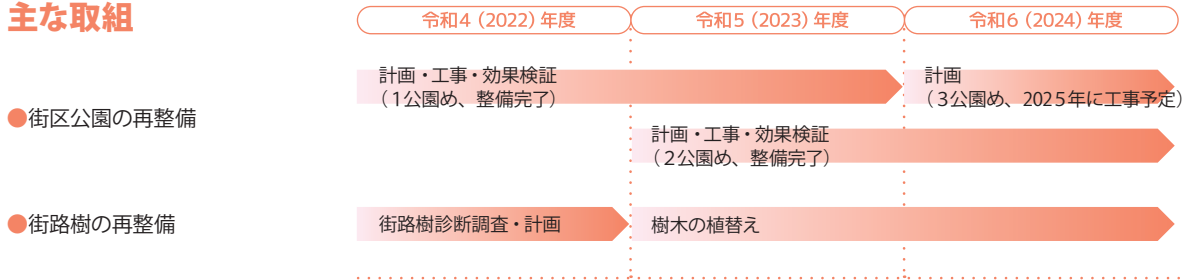 主な取組
令和4（2022）年度
令和5（2023）年度
令和6（2024）年度
計画・工事・効果検証
（1公園め、整備完了）
計画
（3公園め、2025年に工事予定）
●街区公園の再整備
計画・工事・効果検証
（2公園め、整備完了）
●街路樹の再整備
街路樹診断調査・計画
樹木の植替え